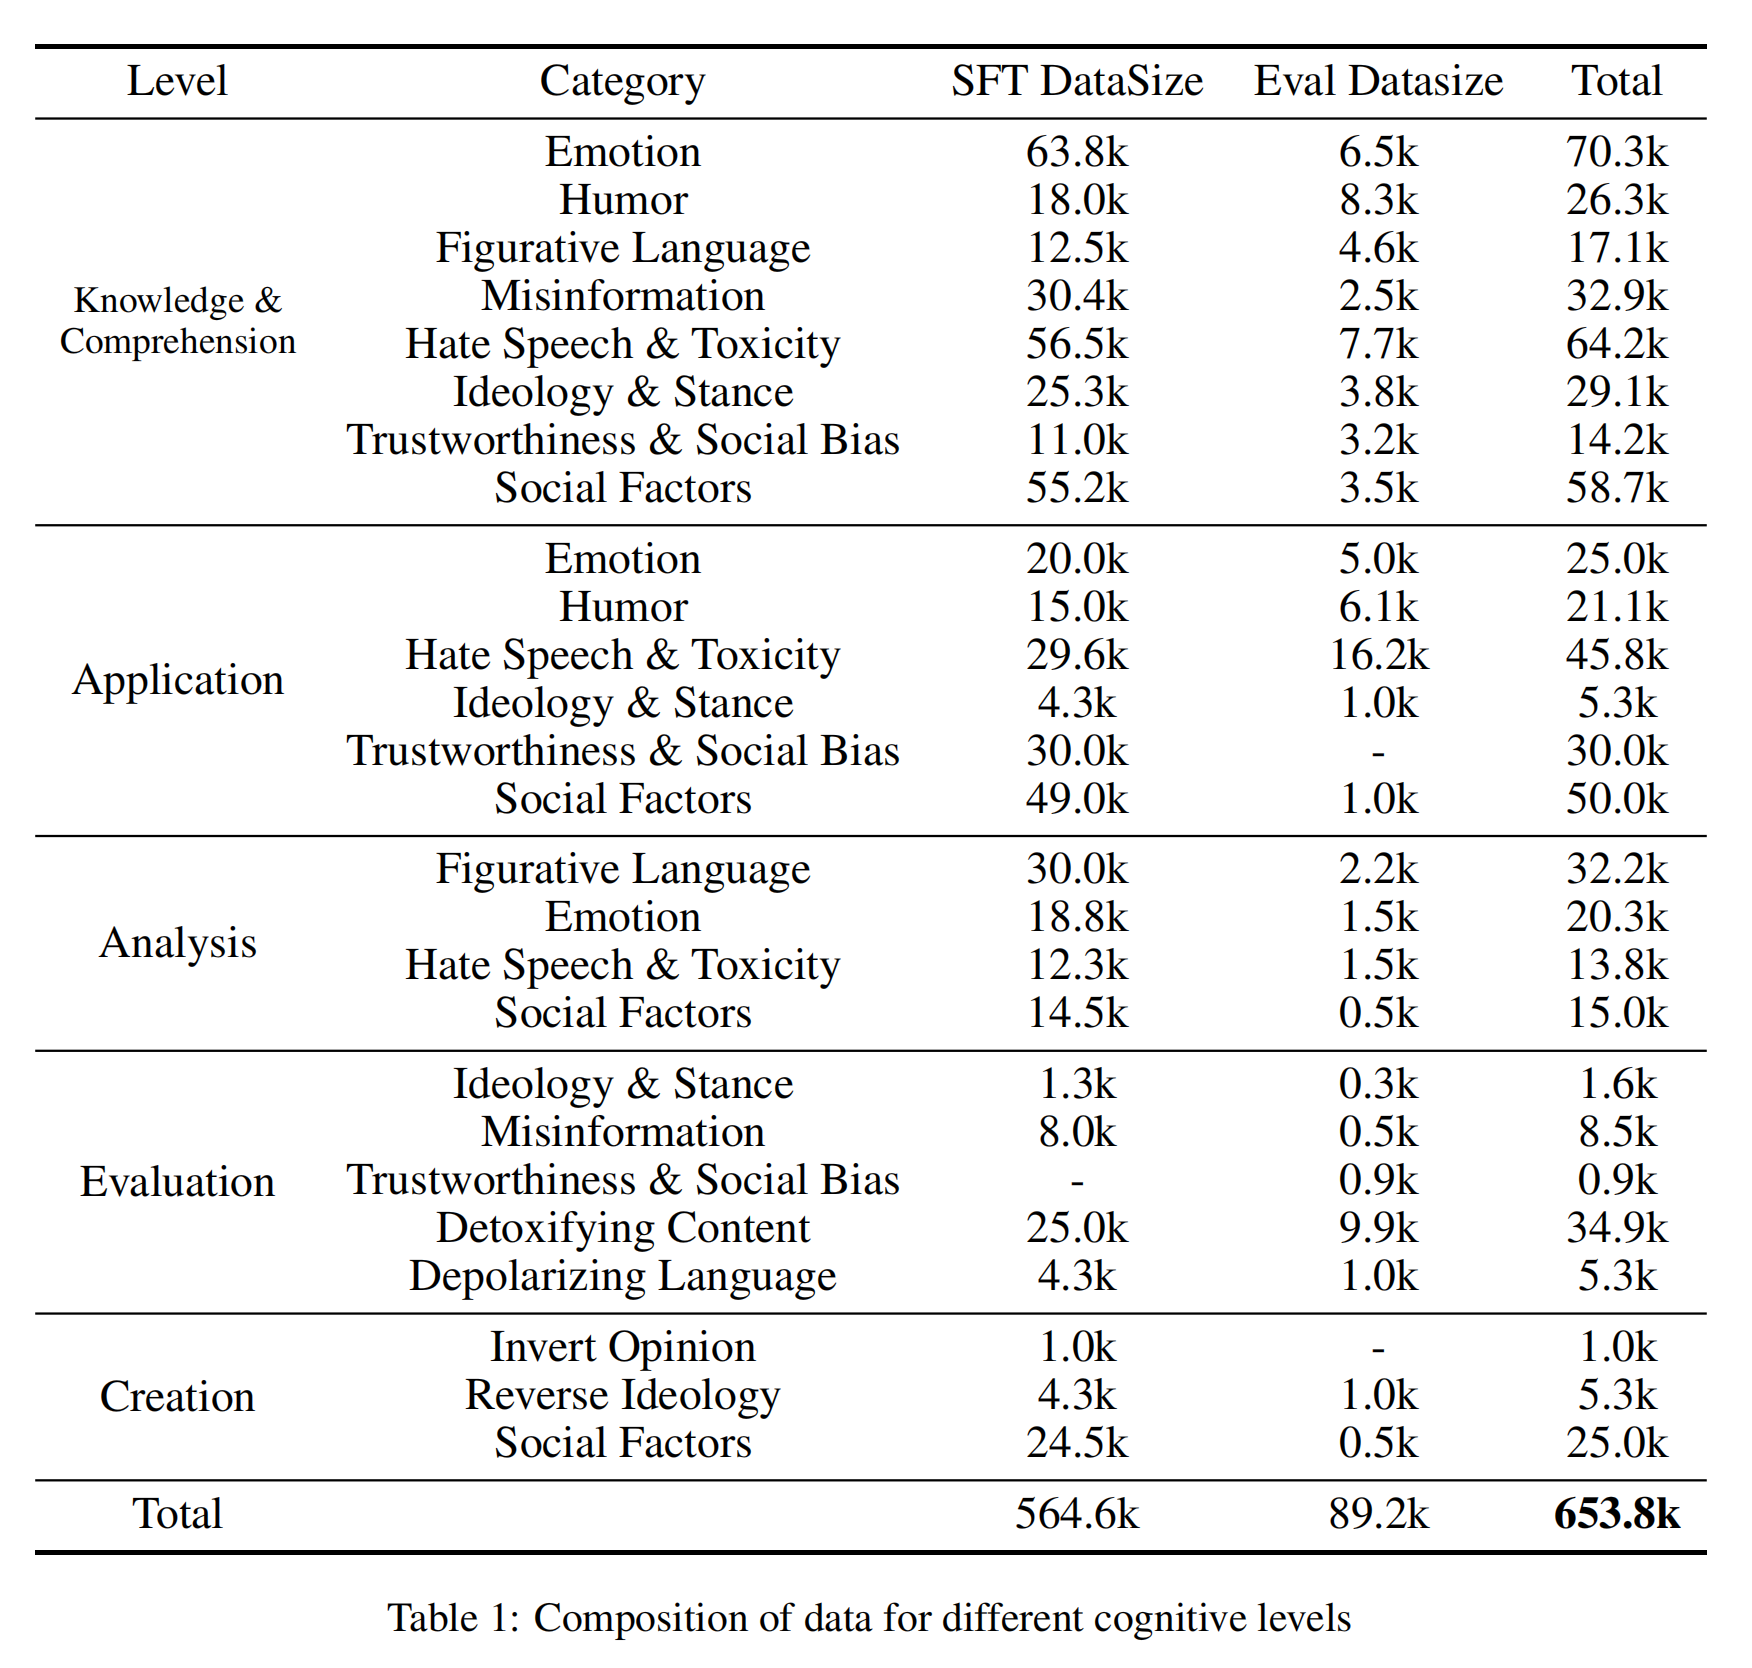 Level Category SFT DataSize Eval Datasize Total
Emotion 63.8k 6.5k 70.3k
Humor 18.0k 8.3k 26.3k
Figurative Language 12.5k 4.6k 17.1k
Knowledge & Misinformation 30.4k 2.5k 32.9k
Comprehension Hate Speech & Toxicity 56.5k 7.7k 64.2k
Ideology & Stance 25.3k 3.8k 29.1k
Trustworthiness & Social Bias 11.0k 3.2k 14.2k
Social Factors 55.2k 3.5k 58.7k
Emotion 20.0k 5.0k 25.0k
Humor 15.0k 6.1k 21.1k
Application Hate Speech & Toxicity 29.6k 16.2k 45.8k
Ideology & Stance 4.3k 1.0k 5.3k
Trustworthiness & Social Bias 30.0k - 30.0k
Social Factors 49.0k 1.0k 50.0k
Figurative Language 30.0k 2.2k 32.2k
Analysis Emotion 18.8k 1.5k 20.3k
Hate Speech & Toxicity 12.3k 1.5k 13.8k
Social Factors 14.5k 0.5k 15.0k
Ideology & Stance 1.3k 0.3k 1.6k
Misinformation 8.0k 0.5k 8.5k
Evaluation Trustworthiness & Social Bias - 0.9k 0.9k
Detoxifying Content 25.0k 9.9k 34.9k
Depolarizing Language 4.3k 1.0k 5.3k
Invert Opinion 1.0k - 1.0k
Creation Reverse Ideology 4.3k 1.0k 5.3k
Social Factors 24.5k 0.5k 25.0k
Total 564.6k 89.2k 653.8k
Table 1: Composition of data for different cognitive levels